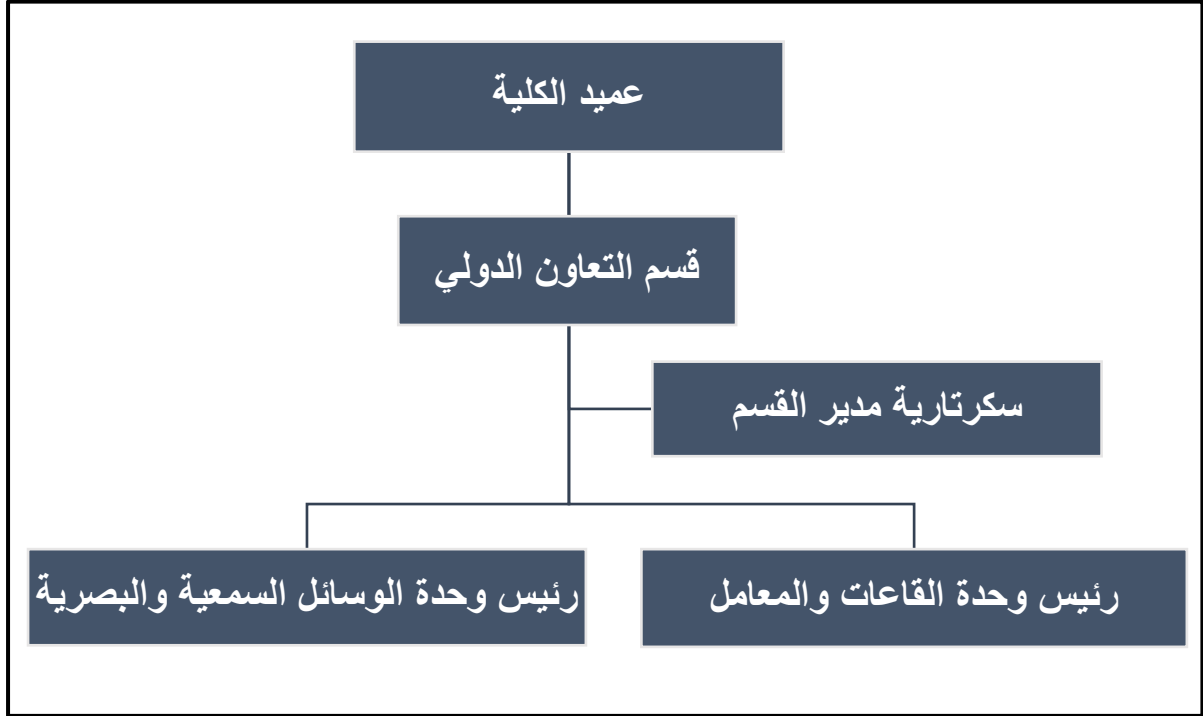 عميد الكلية
قسم التعاون الدولي
سكرتارية مدير القسم
رئيس وحدة القاعات والمعامل
رئيس وحدة الوسائل السمعية والبصرية